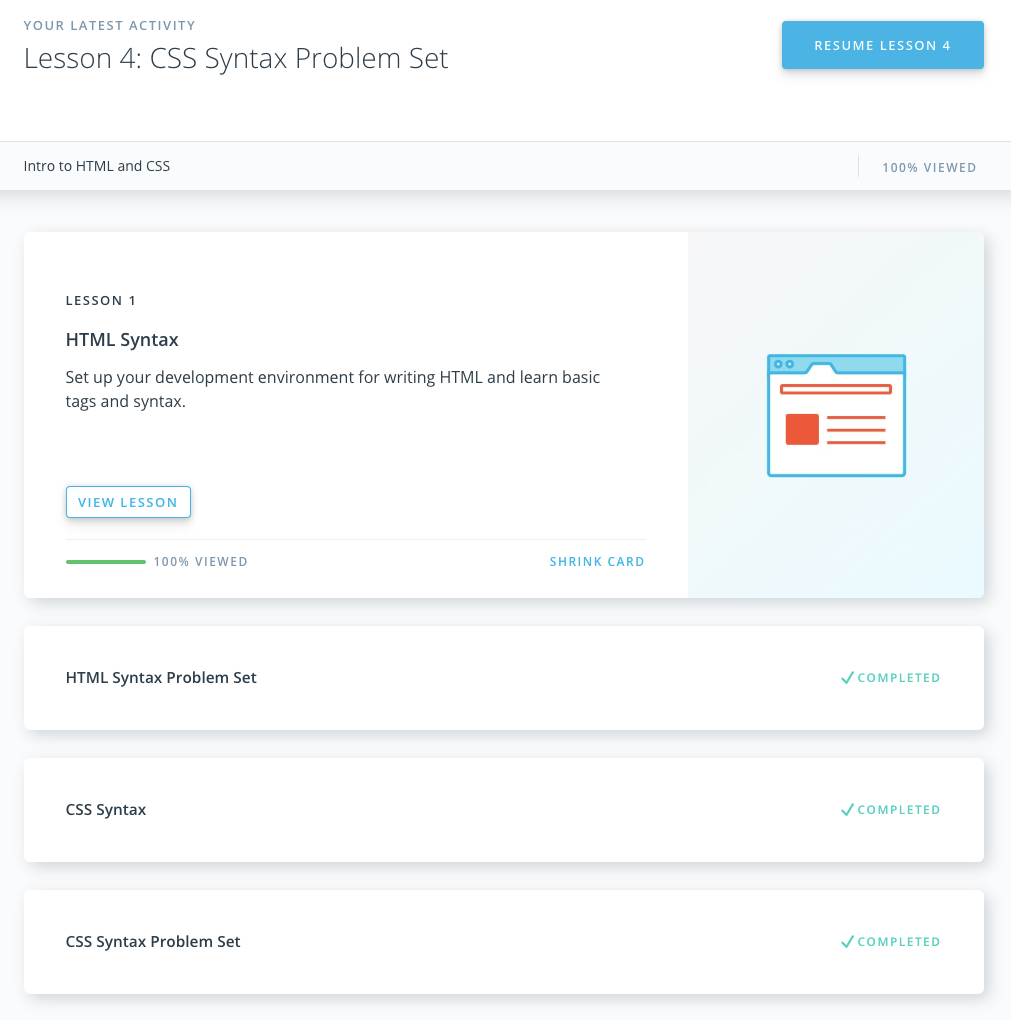 YOUR LATEST ACTIVITY
Lesson 4: CSS Syntax Problem Set
RESUME LESSON 4
Intro to HTML and CSS
100% VIEWED
LESSON 1
HTML Syntax
Set up your development environment for writing HTML and learn basic
tags and syntax.
VIEW LESSON
100% VIEWED
SHRINK CARD
HTML Syntax Problem Set
COMPLETED
CSS Syntax
COMPLETED
CSS Syntax Problem Set
COMPLETED